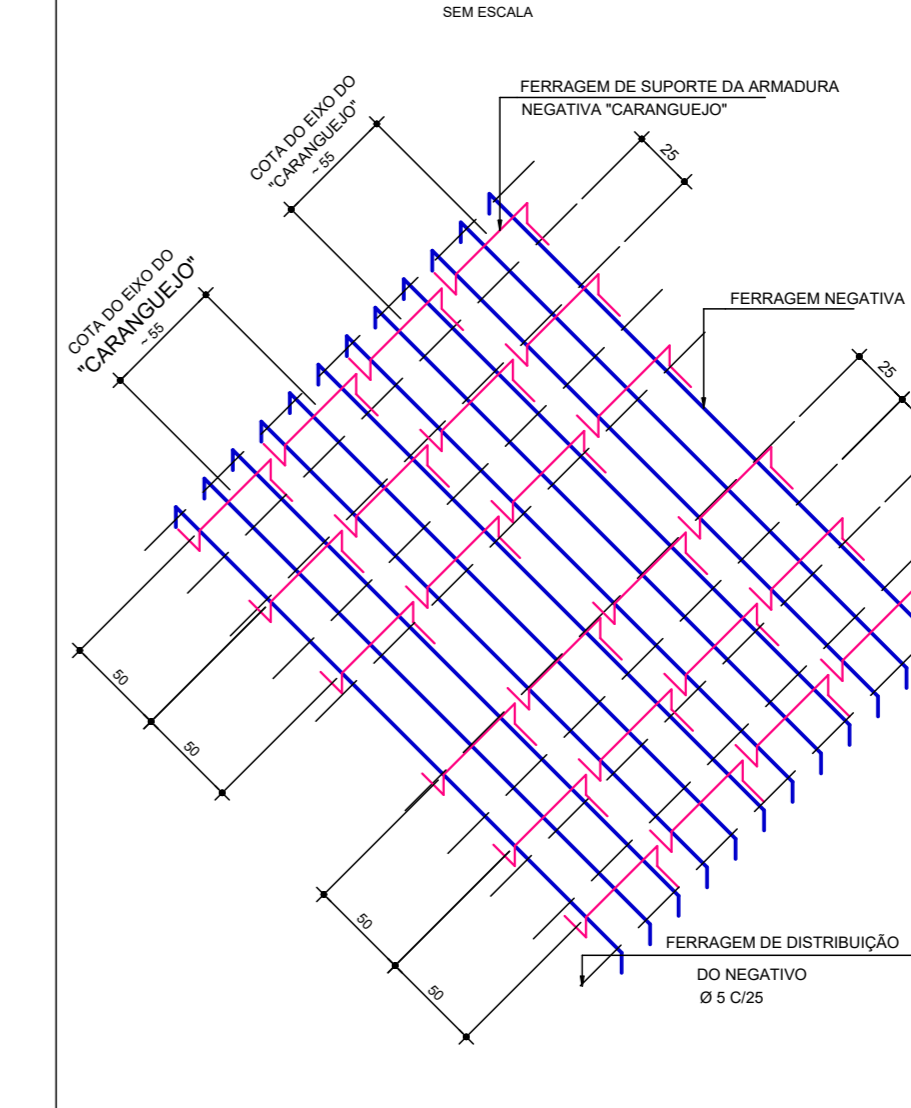 SEM ESCALA
FERRAGEM DE SUPORTE DA ARMADURA
NEGATIVA "CARANGUEJO"
COTA DO EIXO DO
"CARANGUEJO"
~55
25
COTA DO EIXO DO
"CARANGUEJO"
~55
FERRAGEM NEGATIVA
25
50
50
50
50
FERRAGEM DE DISTRIBUIÇÃO
DO NEGATIVO
Ø 5 C/25